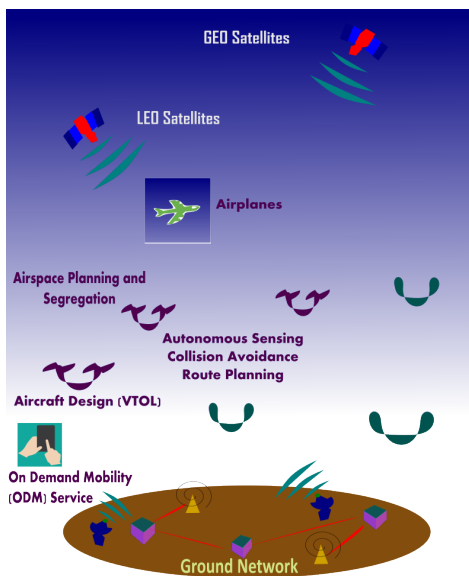 GEO Satellites
LEO Satellites
Airplanes
Airspace Planning and
Segregation
Autonomous Sensing
Collision Avoidance
Route Planning
Aircraft Design (VTOL)
On Demand Mobility
(ODM) Service
Ground Network